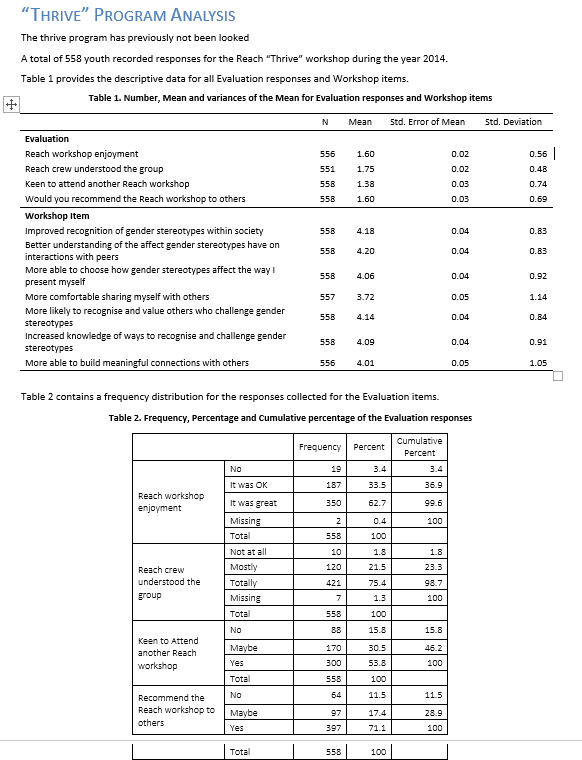 "THRIVE" PROGRAM ANALYSIS
The thrive program has previously not been looked
A total of 558 youth recorded responses for the Reach "Thrive" workshop during the year 2014.
Table 1 provides the descriptive data for all Evaluation responses and Workshop items.
Table 1. Number, Mean and variances of the Mean for Evaluation responses and Workshop items
N Mean Std. Error of Mean Std. Deviation
Evaluation
Reach workshop enjoyment 556 1.60 0.02 0.56
Reach crew understood the group 551 1.75 0.02 0.48
Keen to attend another Reach workshop 558 1.38 0.03 0.74
Would you recommend the Reach workshop to others 558 1.60 0.03 0.69
Workshop Item
Improved recognition of gender stereotypes within society 558 4.18 0.04 0.83
Better understanding of the affect gender stereotypes have on
interactions with peers 558 4.20 0.04 0.83
More able to choose how gender stereotypes affect the way I
present myself 558 4.06 0.04 0.92
More comfortable sharing myself with others 557 3.72 0.05 1.14
More likely to recognise and value others who challenge gender
stereotypes 558 4.14 0.04 0.84
Increased knowledge of ways to recognise and challenge gender
stereotypes 558 4.09 0.04 0.91
More able to build meaningful connections with others 556 4.01 0.05 1.05
Table 2 contains a frequency distribution for the responses collected for the Evaluation items.
Table 2. Frequency, Percentage and Cumulative percentage of the Evaluation responses
Frequency Percent Cumulative
Percent
Reach workshop
enjoyment
No 19 3.4 3.4
It was OK 187 33.5 36.9
It was great 350 62.7 99.6
Missing 2 0.4 100
Total 558 100
Reach crew
understood the
group
Not at all 10 1.8 1.8
Mostly 120 21.5 23.3
Totally 421 75.4 98.7
Missing 7 1.3 100
Total 558 100
Keen to Attend
another Reach
workshop
No 88 15.8 15.8
Maybe 170 30.5 46.2
Yes 300 53.8 100
Total 558 100
Recommend the
Reach workshop to
others
No 64 11.5 11.5
Maybe 97 17.4 28.9
Yes 397 71.1 100
Total 558 100